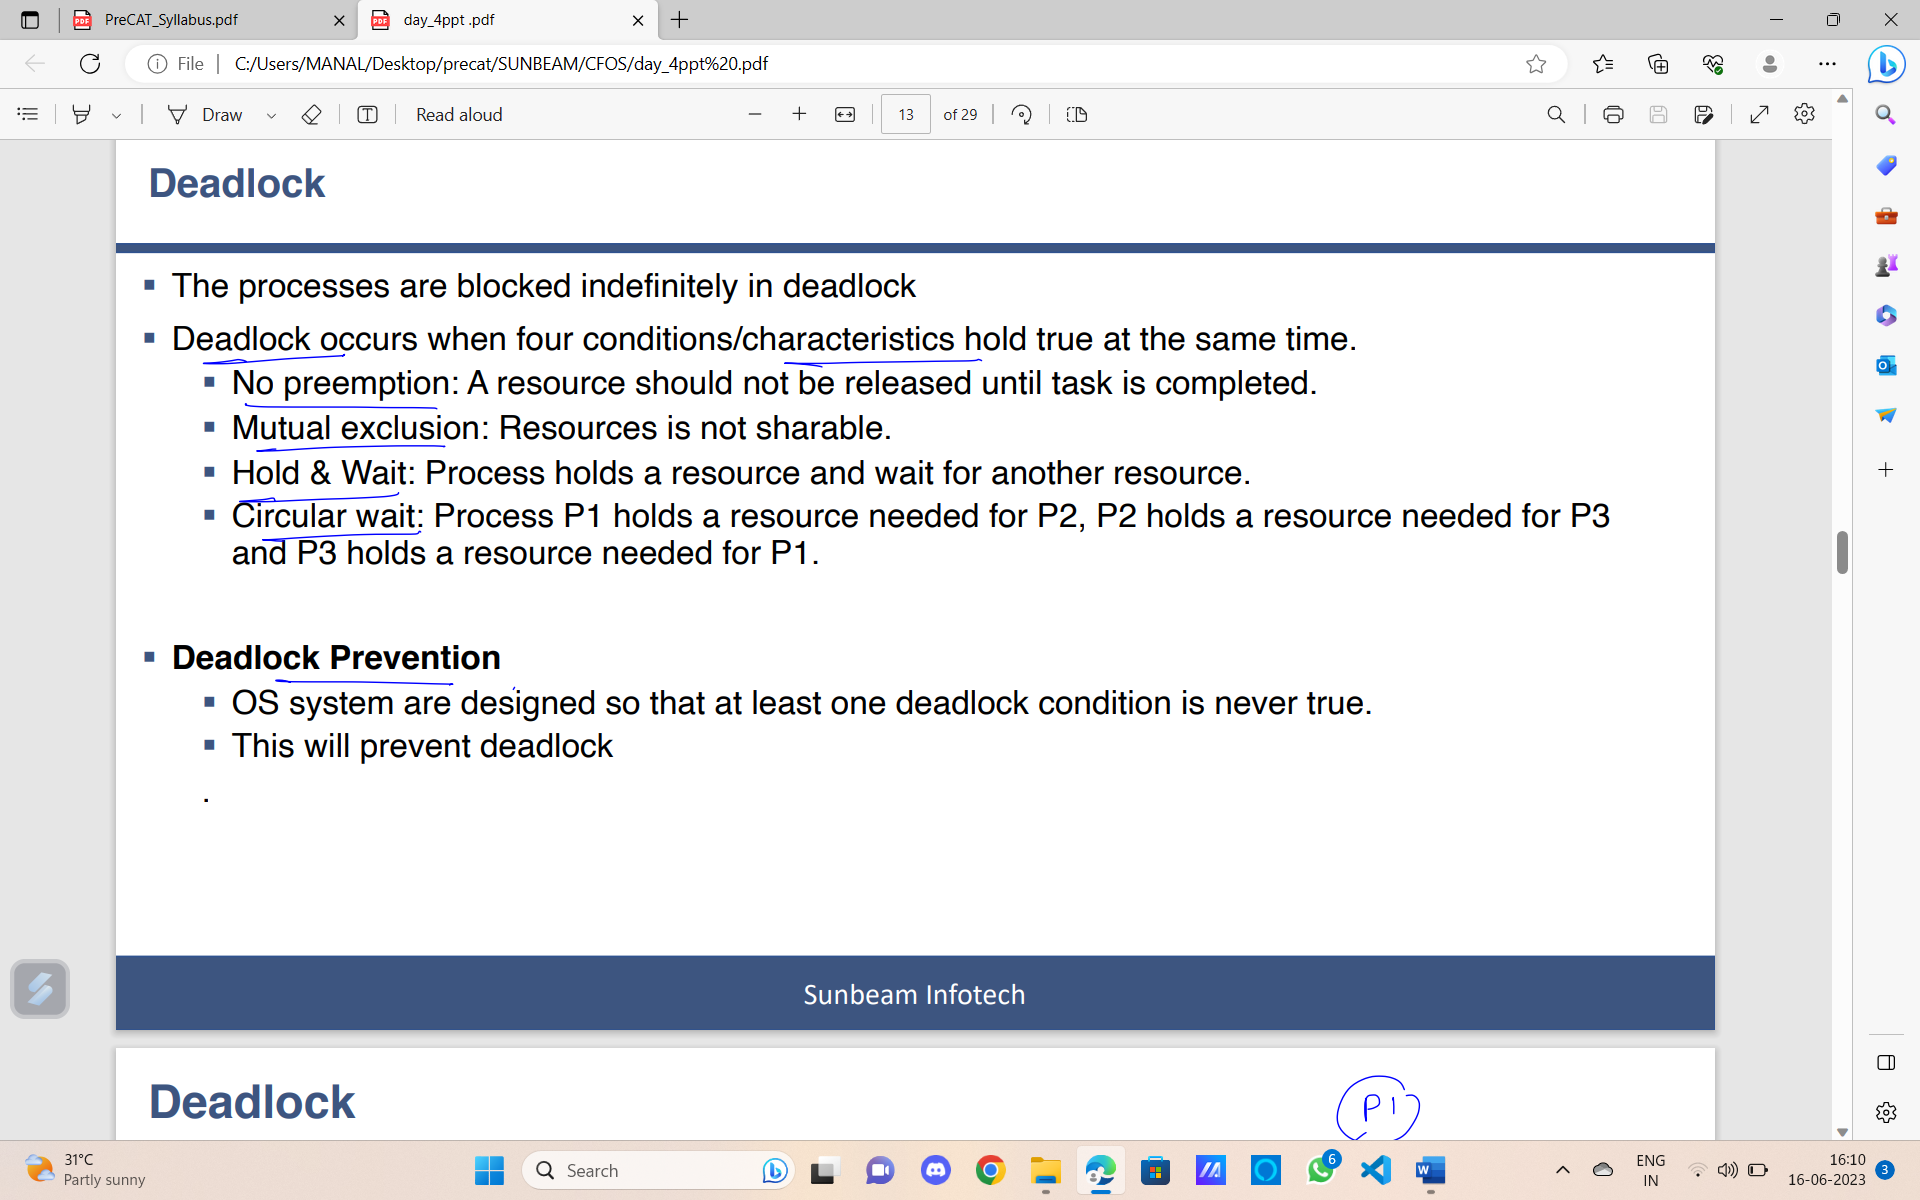 PreCAT_Syllabus.pdf
day_4ppt .pdf
File
C:/Users/MANAL/Desktop/precat/SUNBEAM/CFOS/day_4ppt%20.pdf
Draw
Read aloud
13
of 29
Deadlock
The processes are blocked indefinitely in deadlock
Deadlock occurs when four conditions/characteristics hold true at the same time.
No preemption: A resource should not be released until task is completed.
Mutual exclusion: Resources is not sharable.
Hold & Wait: Process holds a resource and wait for another resource.
Circular wait: Process P1 holds a resource needed for P2, P2 holds a resource needed for P3
and P3 holds a resource needed for P1.
Deadlock Prevention
OS system are designed so that at least one deadlock condition is never true.
This will prevent deadlock
.
Sunbeam Infotech
Deadlock
P1
31°C
Partly sunny
Search
6
ENG
IN
16:10
16-06-2023
3